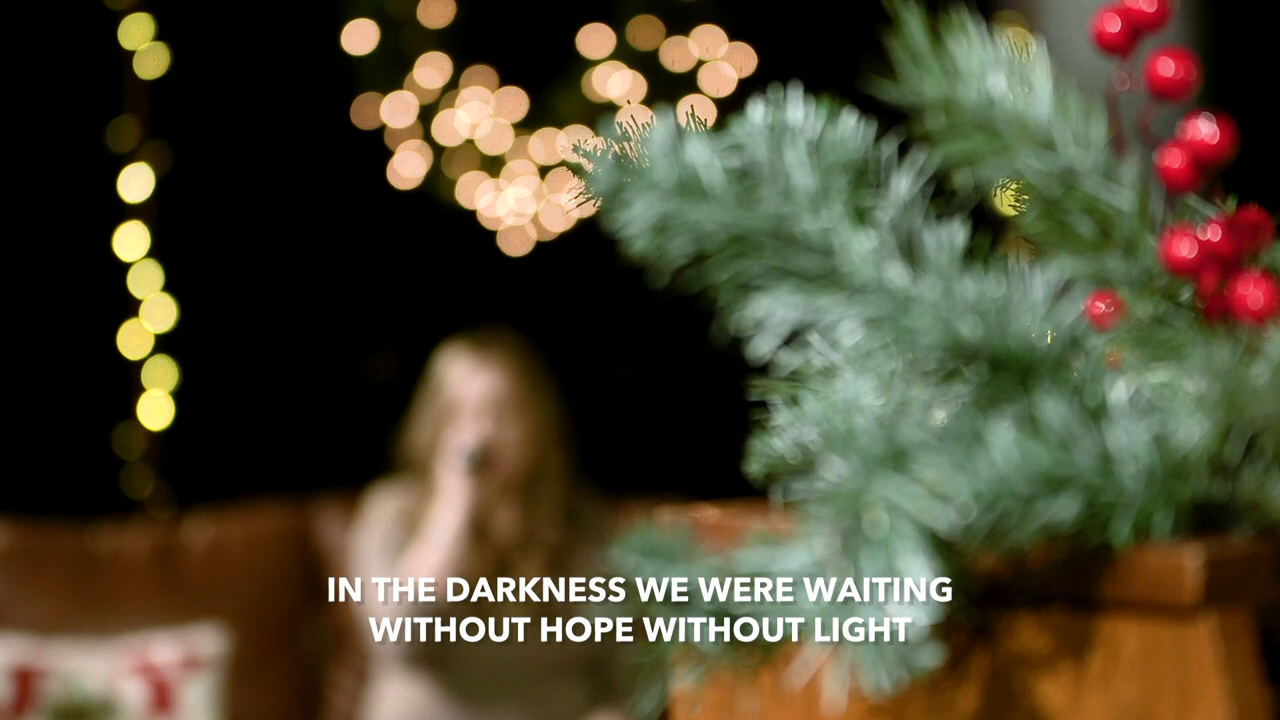 IN THE DARKNESS WE WERE WAITING
WITHOUT HOPE WITHOUT LIGHT